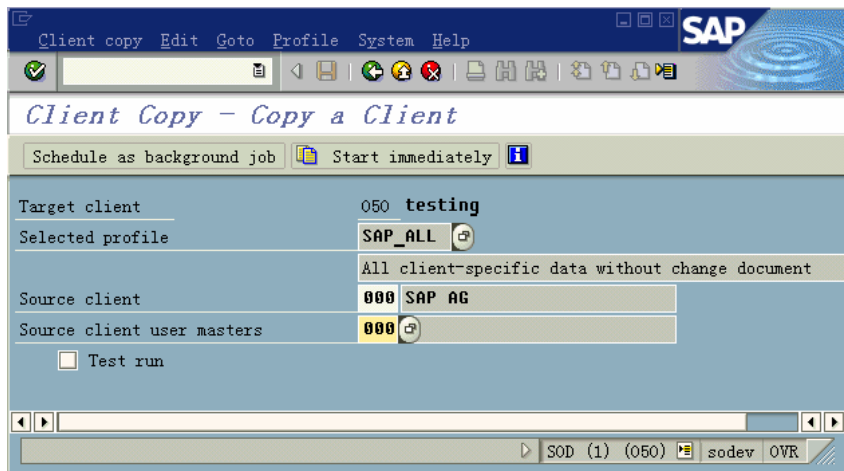 Client copy Edit Goto Profile System Help
SAP
Client Copy - Copy a Client
Schedule as background job Start immediately
Target client 050 testing
Selected profile SAP_ALL
All client-specific data without change document
Source client 000 SAP AG
Source client user masters 000
Test run
SOD (1) (050) sodev OVR